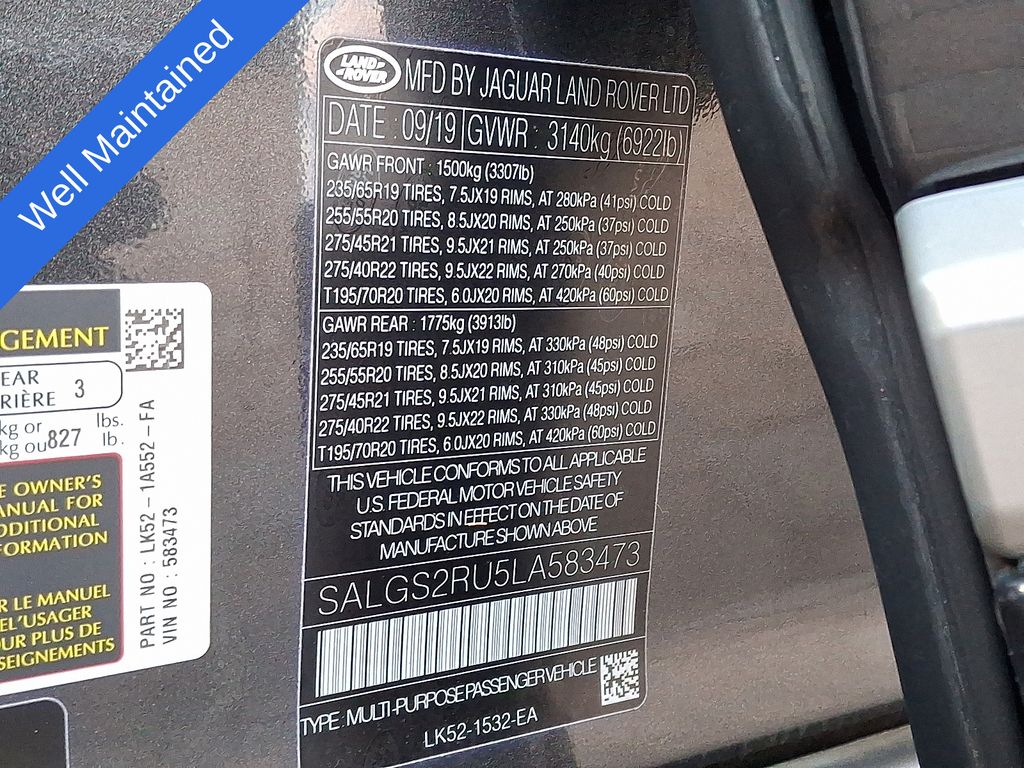 Well Maintained
LAND-
ROVER
MFD BY JAGUAR LAND ROVER LTD
DATE : 09/19 GVWR : 3140kg (6922lb)
GAWR FRONT : 1500kg (3307lb)
235/65R19 TIRES, 7.5JX19 RIMS, AT 280kPa (41psi) COLD
255/55R20 TIRES, 8.5JX20 RIMS, AT 250kPa (37psi) COLD
275/45R21 TIRES, 9.5JX21 RIMS, AT 250kPa (37psi) COLD
275/40R22 TIRES, 9.5JX22 RIMS, AT 270kPa (40psi) COLD
T195/70R20 TIRES, 6.0JX20 RIMS, AT 420kPa (60psi) COLD
GAWR REAR : 1775kg (3913lb)
235/65R19 TIRES, 7.5JX19 RIMS, AT 330kPa (48psi) COLD
255/55R20 TIRES, 8.5JX20 RIMS, AT 310kPa (45psi) COLD
275/45R21 TIRES, 9.5JX21 RIMS, AT 310kPa (45psi) COLD
275/40R22 TIRES, 9.5JX22 RIMS, AT 330kPa (48psi) COLD
T195/70R20 TIRES, 6.0JX20 RIMS, AT 420kPa (60psi) COLD
THIS VEHICLE CONFORMS TO ALL APPLICABLE
U.S. FEDERAL MOTOR VEHICLE SAFETY
STANDARDS IN EFFECT ON THE DATE OF
MANUFACTURE SHOWN ABOVE
SALGS2RU5LA583473
TYPE : MULTI-PURPOSE PASSENGER VEHICLE
LK52-1532-EA
GEMENT
EAR
RIÈRE 3
kg or lbs.
kg ou 827 lb.
E OWNER'S
ANUAL FOR
DDITIONAL
FORMATION
R LE MANUEL
EL'USAGER
OUR PLUS DE
SEIGNEMENTS
PART NO : LK52 - 1A552 - FA
VIN NO : 583473